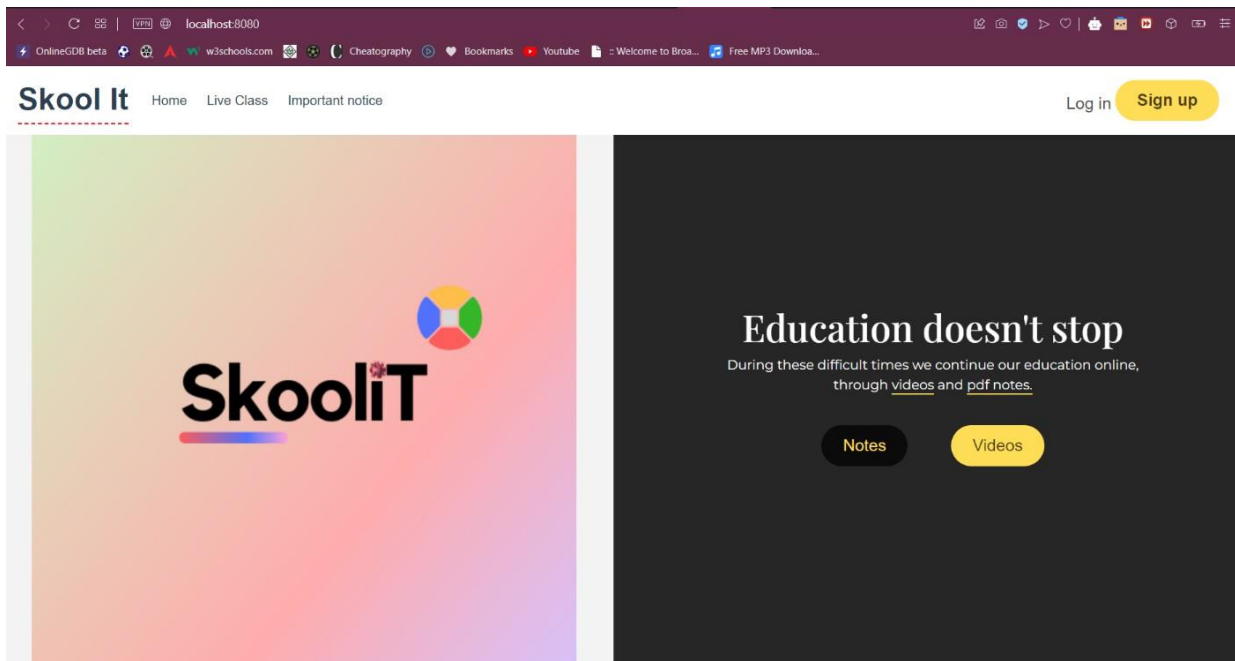 VPN localhost:8080
OnlineGDB beta w3schools.com Cheatography Bookmarks Youtube :: Welcome to Broa... Free MP3 Downloa...
Skool It Home Live Class Important notice Log in Sign up
SkooliT
Education doesn't stop
During these difficult times we continue our education online,
through videos and pdf notes.
Notes Videos